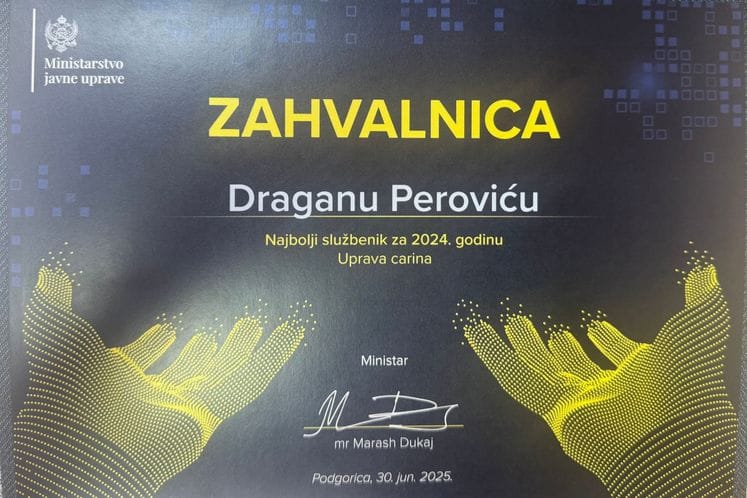 Ministarstvo
javne uprave
ZAHVALNICA
Draganu Peroviću
Najbolji službenik za 2024. godinu
Uprava carina
Ministar
mr Marash Dukaj
Podgorica, 30. jun. 2025.